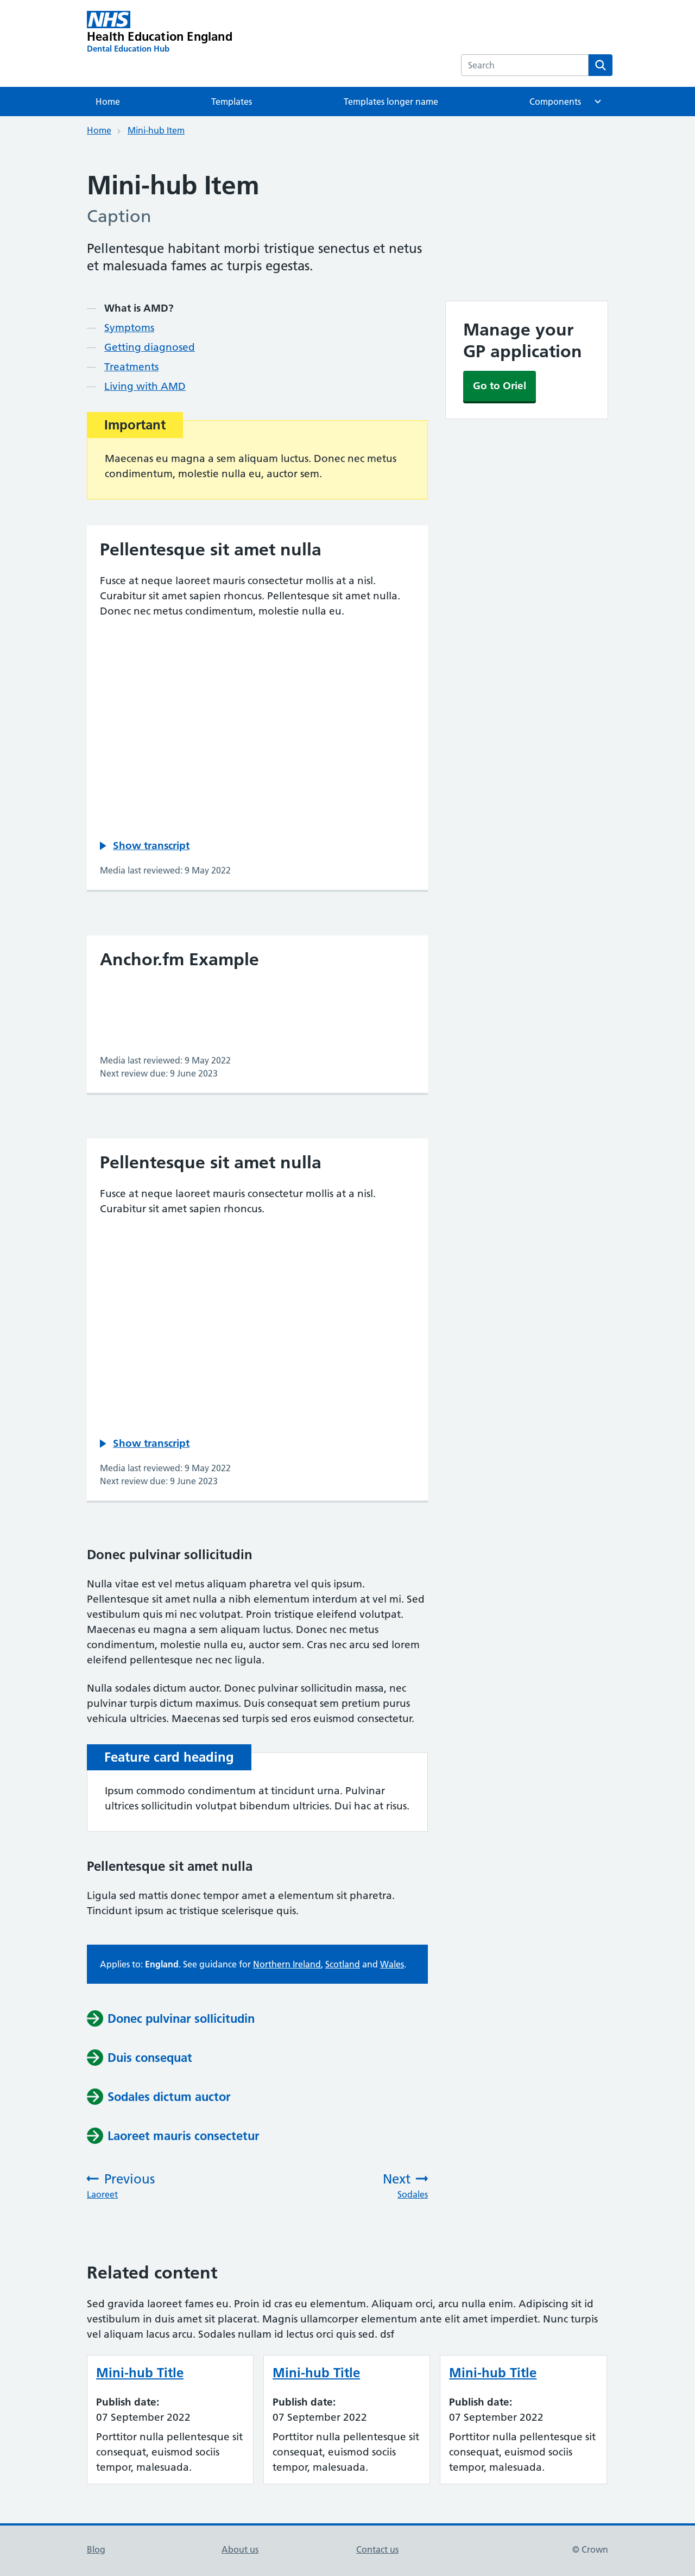 NHS
Health Education England
Dental Education Hub
Search
Home
Templates
Templates longer name
Components
Home
Mini-hub Item
Mini-hub Item
Caption
Pellentesque habitant morbi tristique senectus et netus
et malesuada fames ac turpis egestas.
What is AMD?
Symptoms
Getting diagnosed
Treatments
Living with AMD
Manage your
GP application
Go to Oriel
Important
Maecenas eu magna a sem aliquam luctus. Donec nec metus
condimentum, molestie nulla eu, auctor sem.
Pellentesque sit amet nulla
Fusce at neque laoreet mauris consectetur mollis at a nisl.
Curabitur sit amet sapien rhoncus. Pellentesque sit amet nulla.
Donec nec metus condimentum, molestie nulla eu.
Show transcript
Media last reviewed: 9 May 2022
Anchor.fm Example
Media last reviewed: 9 May 2022
Next review due: 9 June 2023
Pellentesque sit amet nulla
Fusce at neque laoreet mauris consectetur mollis at a nisl.
Curabitur sit amet sapien rhoncus.
Show transcript
Media last reviewed: 9 May 2022
Next review due: 9 June 2023
Donec pulvinar sollicitudin
Nulla vitae est vel metus aliquam pharetra vel quis ipsum.
Pellentesque sit amet nulla a nibh elementum interdum at vel mi. Sed
vestibulum quis mi nec volutpat. Proin tristique eleifend volutpat.
Maecenas eu magna a sem aliquam luctus. Donec nec metus
condimentum, molestie nulla eu, auctor sem. Cras nec arcu sed lorem
eleifend pellentesque nec nec ligula.
Nulla sodales dictum auctor. Donec pulvinar sollicitudin massa, nec
pulvinar turpis dictum maximus. Duis consequat sem pretium purus
vehicula ultricies. Maecenas sed turpis sed eros euismod consectetur.
Feature card heading
Ipsum commodo condimentum at tincidunt urna. Pulvinar
ultrices sollicitudin volutpat bibendum ultricies. Dui hac at risus.
Pellentesque sit amet nulla
Ligula sed mattis donec tempor amet a elementum sit pharetra.
Tincidunt ipsum ac tristique scelerisque quis.
Applies to: England. See guidance for Northern Ireland, Scotland and Wales.
Donec pulvinar sollicitudin
Duis consequat
Sodales dictum auctor
Laoreet mauris consectetur
Previous
Laoreet
Next
Sodales
Related content
Sed gravida laoreet fames eu. Proin id cras eu elementum. Aliquam orci, arcu nulla enim. Adipiscing sit id
vestibulum in duis amet sit placerat. Magnis ullamcorper elementum ante elit amet imperdiet. Nunc turpis
vel aliquam lacus arcu. Sodales nullam id lectus orci quis sed. dsf
Mini-hub Title
Publish date:
07 September 2022
Porttitor nulla pellentesque sit
consequat, euismod sociis
tempor, malesuada.
Mini-hub Title
Publish date:
07 September 2022
Porttitor nulla pellentesque sit
consequat, euismod sociis
tempor, malesuada.
Mini-hub Title
Publish date:
07 September 2022
Porttitor nulla pellentesque sit
consequat, euismod sociis
tempor, malesuada.
Blog
About us
Contact us
© Crown